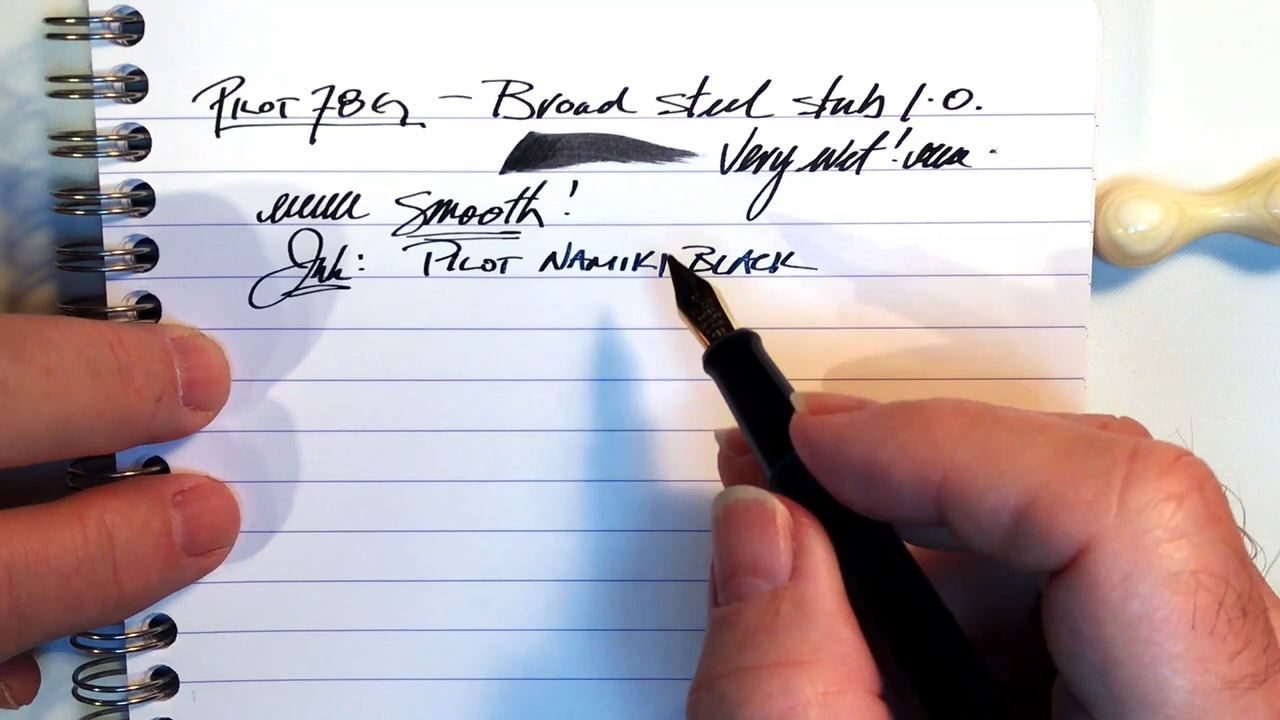 PILOT 78G – Broad steel stub 1.0.
Very wet!
Smooth!
Ink: PILOT NAMIKI BLACK